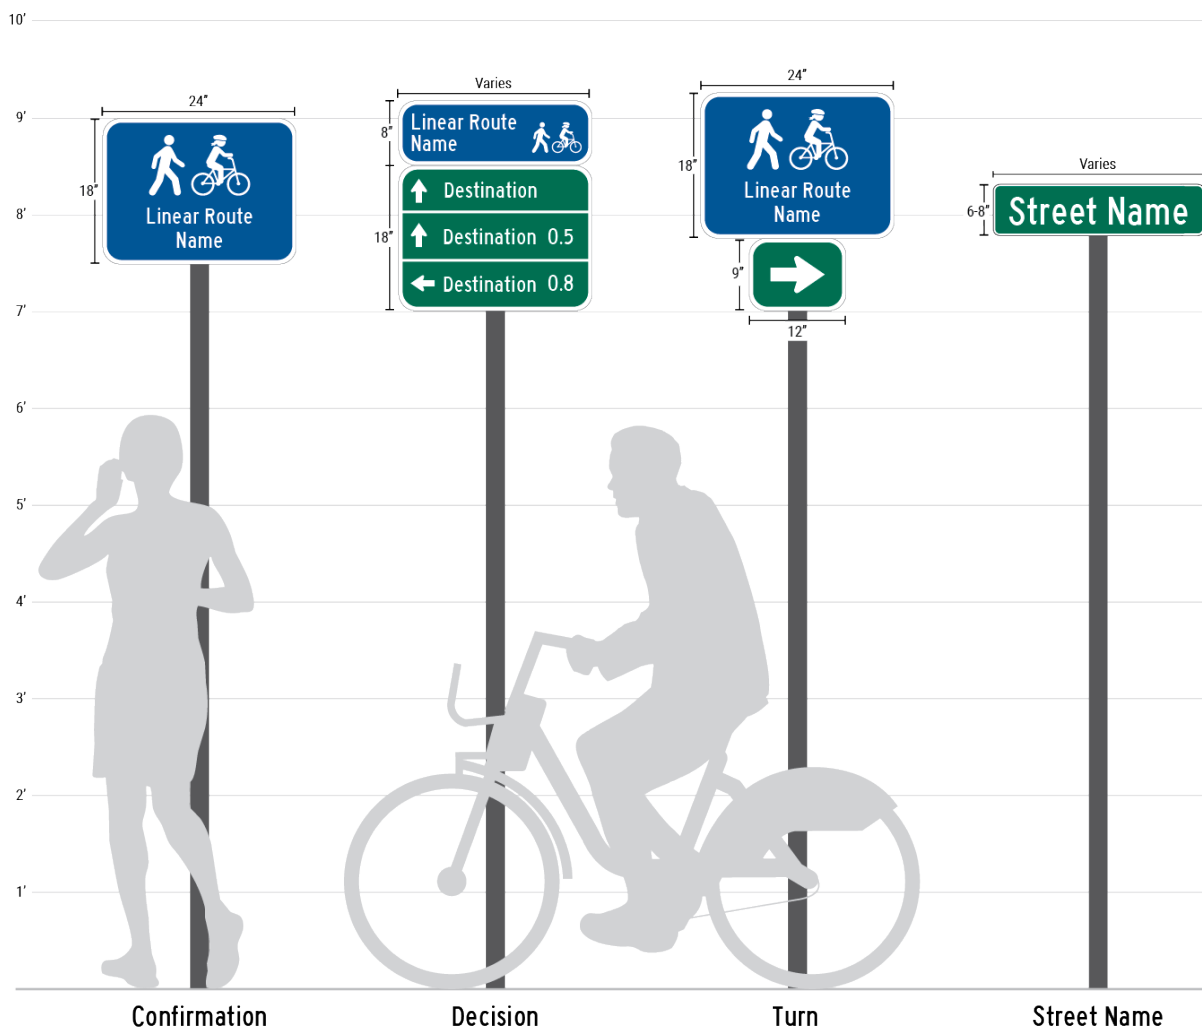 10’
9’
8’
7’
6’
5’
4’
3’
2’
1’
24”
18”
Linear Route
Name
Confirmation
Varies
8”
Linear Route
Name
18”
Destination
Destination 0.5
Destination 0.8
Decision
24”
18”
Linear Route
Name
9”
12”
Turn
Varies
6-8”
Street Name
Street Name